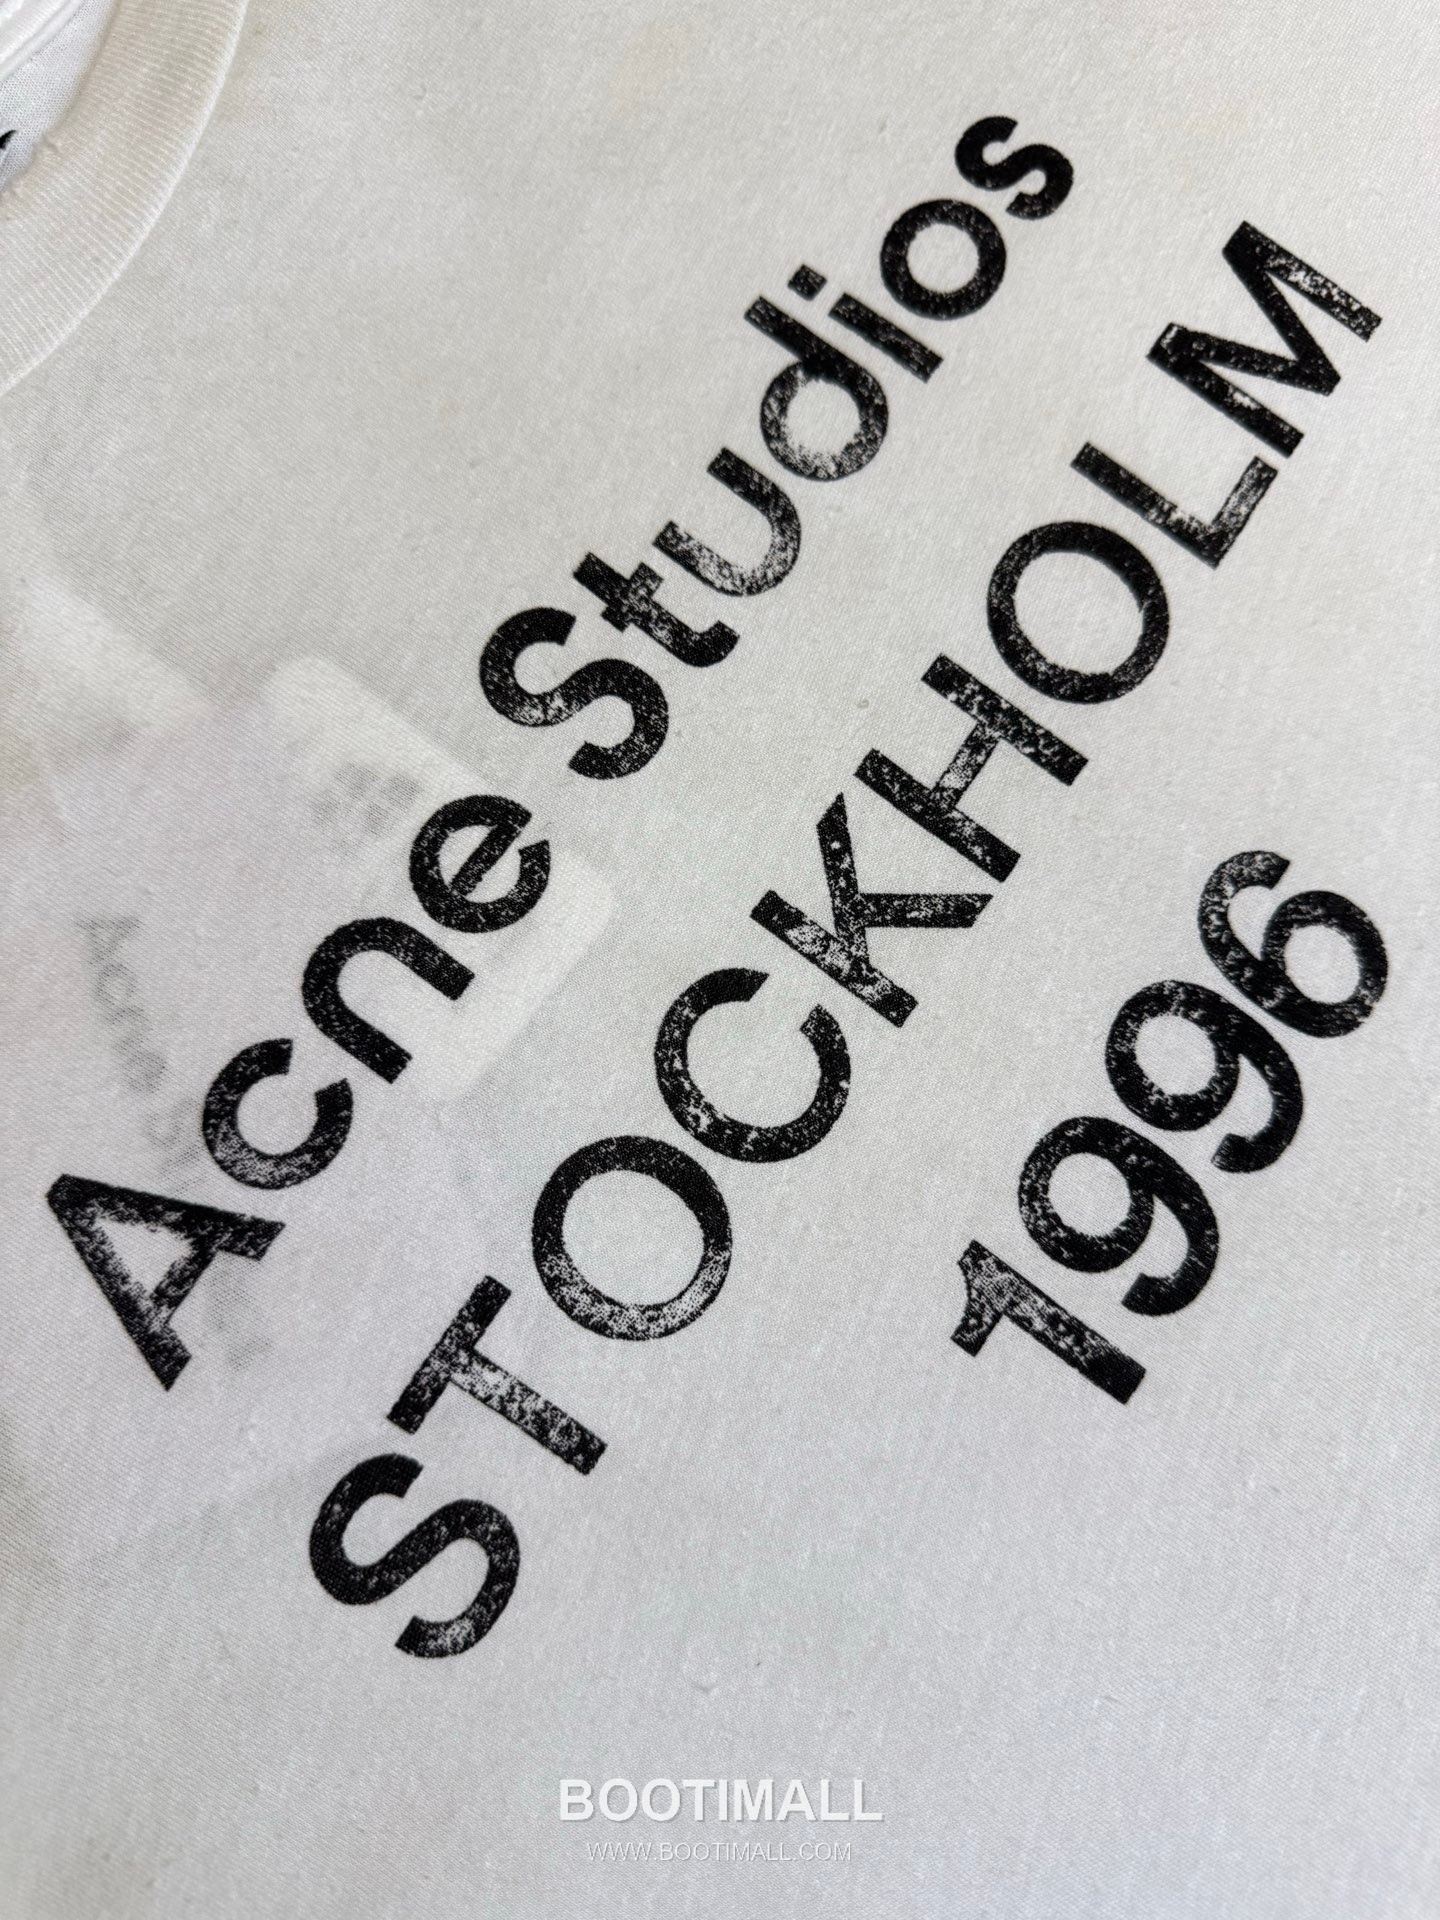 Acne Studios
STOCKHOLM
1996
BOOTIMALL
WWW.BOOTIMALL.COM